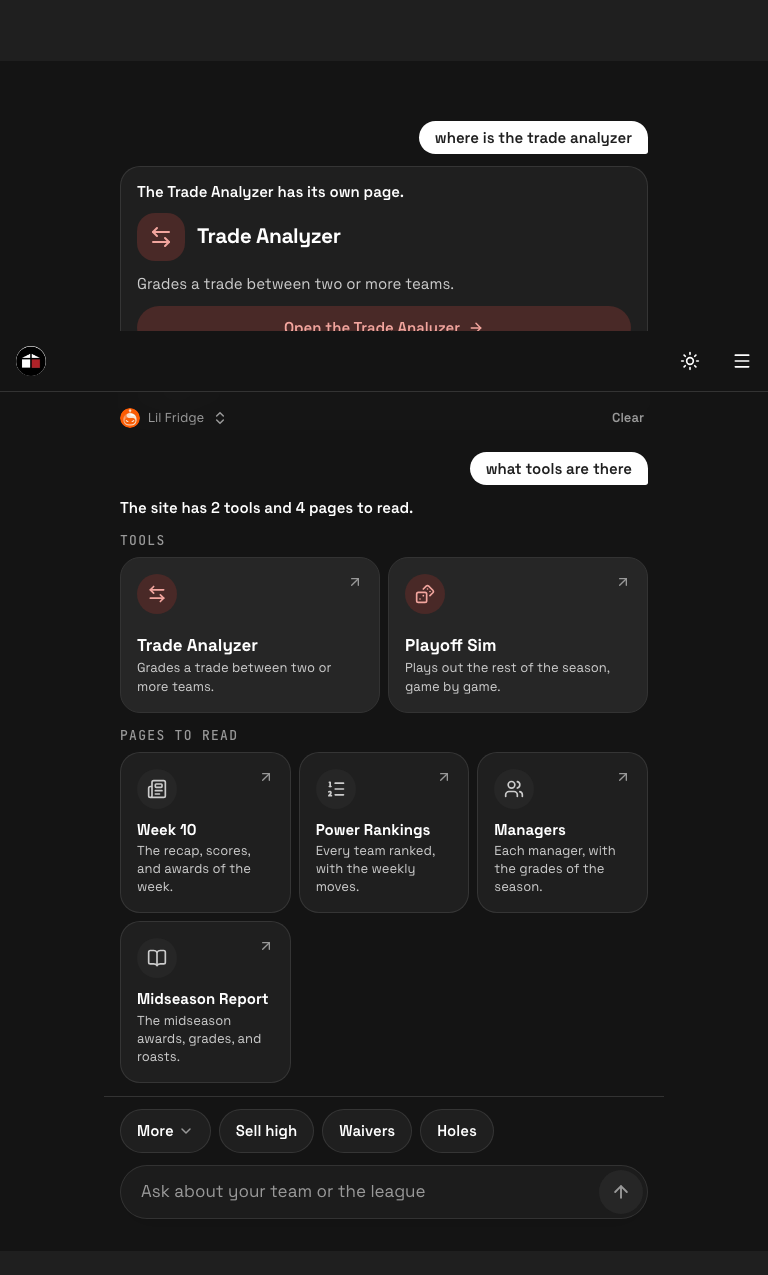 where is the trade analyzer
The Trade Analyzer has its own page.
Trade Analyzer
Grades a trade between two or more teams.
Open the Trade Analyzer →
Lil Fridge
Clear
what tools are there
The site has 2 tools and 4 pages to read.
TOOLS
Trade Analyzer
Grades a trade between two or
more teams.
Playoff Sim
Plays out the rest of the season,
game by game.
PAGES TO READ
Week 10
The recap, scores,
and awards of the
week.
Power Rankings
Every team ranked,
with the weekly
moves.
Managers
Each manager, with
the grades of the
season.
Midseason Report
The midseason
awards, grades, and
roasts.
More
Sell high
Waivers
Holes
Ask about your team or the league